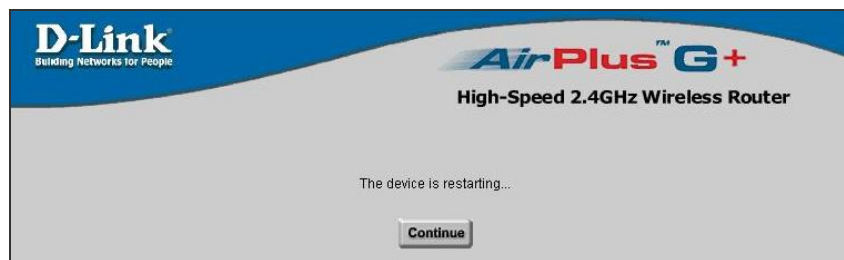 D-Link
Building Networks for People
AirPlus™ G+
High-Speed 2.4GHz Wireless Router
The device is restarting...
Continue